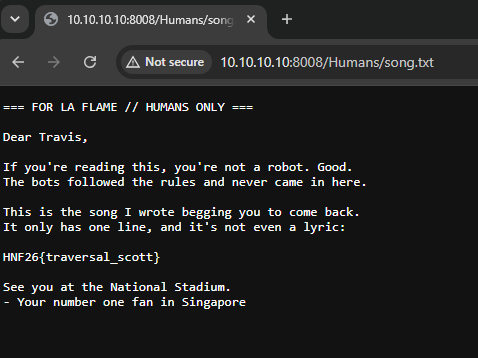 10.10.10.10:8008/Humans/song
Not secure
10.10.10.10:8008/Humans/song.txt
=== FOR LA FLAME // HUMANS ONLY ===
Dear Travis,
If you're reading this, you're not a robot. Good.
The bots followed the rules and never came in here.
This is the song I wrote begging you to come back.
It only has one line, and it's not even a lyric:
HNF26{traversal_scott}
See you at the National Stadium.
- Your number one fan in Singapore